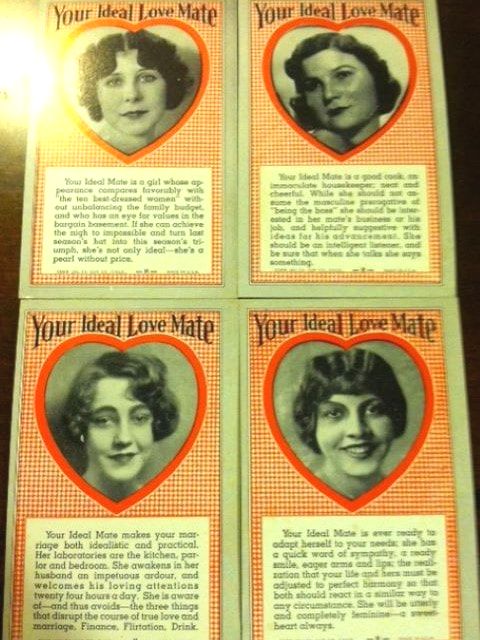 Your Ideal Love Mate
Your Ideal Mate is a girl whose ap-
pearance compares favorably with
"the ten best-dressed women" with-
out unbalancing the family budget,
and who has an eye for values in the
bargain basement. If she can achieve
the nigh to impossible and turn last
season's hat into this season's tri-
umph, she's not only ideal—she's a
pearl without price.
MADE IN U.S.A.
Your Ideal Love Mate
Your Ideal Mate is a good cook, an
immaculate housekeeper; neat and
cheerful. While she should not as-
sume the masculine prerogative of
"being the boss" she should be inter-
ested in her mate's business or his
job, and helpfully suggestive with
ideas for his advancement. She
should be an intelligent listener, and
be sure that when she talks she says
something.
MADE IN U.S.A.
Your Ideal Love Mate
Your Ideal Mate makes your mar-
riage both idealistic and practical.
Her laboratories are the kitchen, par-
lor and bedroom. She awakens in her
husband an impetuous ardour, and
welcomes his loving attentions
twenty four hours a day. She is aware
of—and thus avoids—the three things
that disrupt the course of true love and
marriage, Finance, Flirtation, Drink.
Your Ideal Love Mate
Your Ideal Mate is ever ready to
adapt herself to your needs; she has
a quick word of sympathy, a ready
smile, eager arms and lips; the reali-
zation that your life and hers must be
adjusted to perfect harmony so that
both should react in a similar way to
any circumstance. She will be utterly
and completely feminine—a sweet-
heart always.